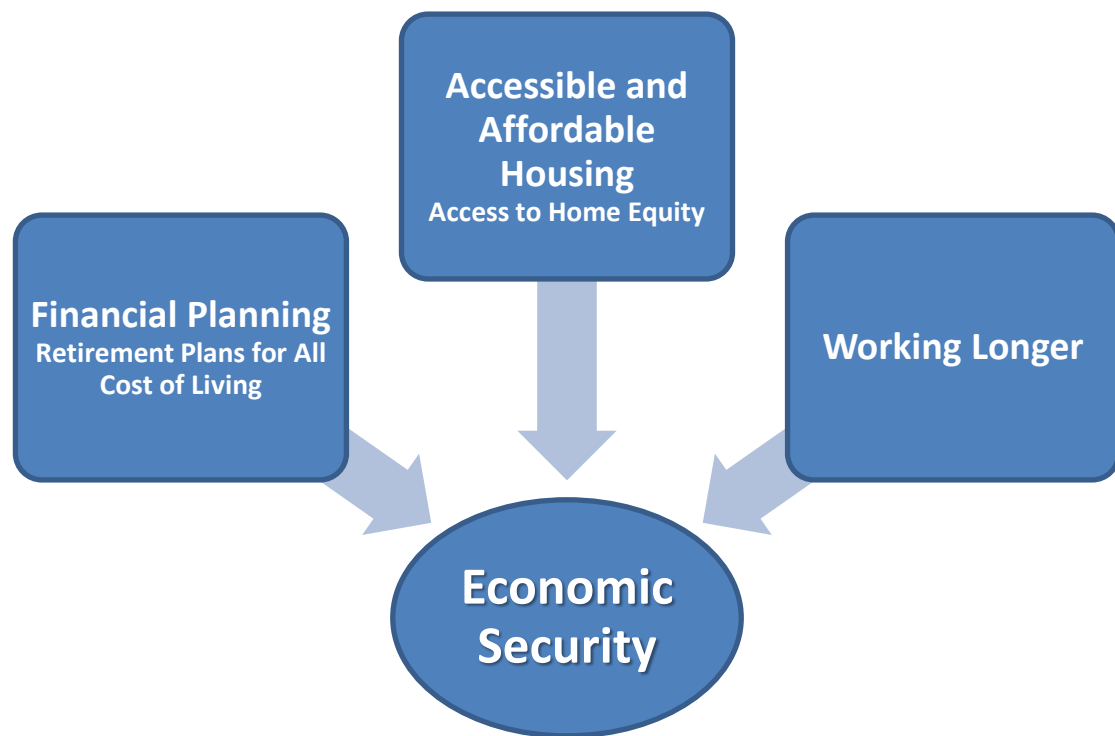 Accessible and
Affordable
Housing
Access to Home Equity
Financial Planning
Retirement Plans for All
Cost of Living
Working Longer
Economic
Security